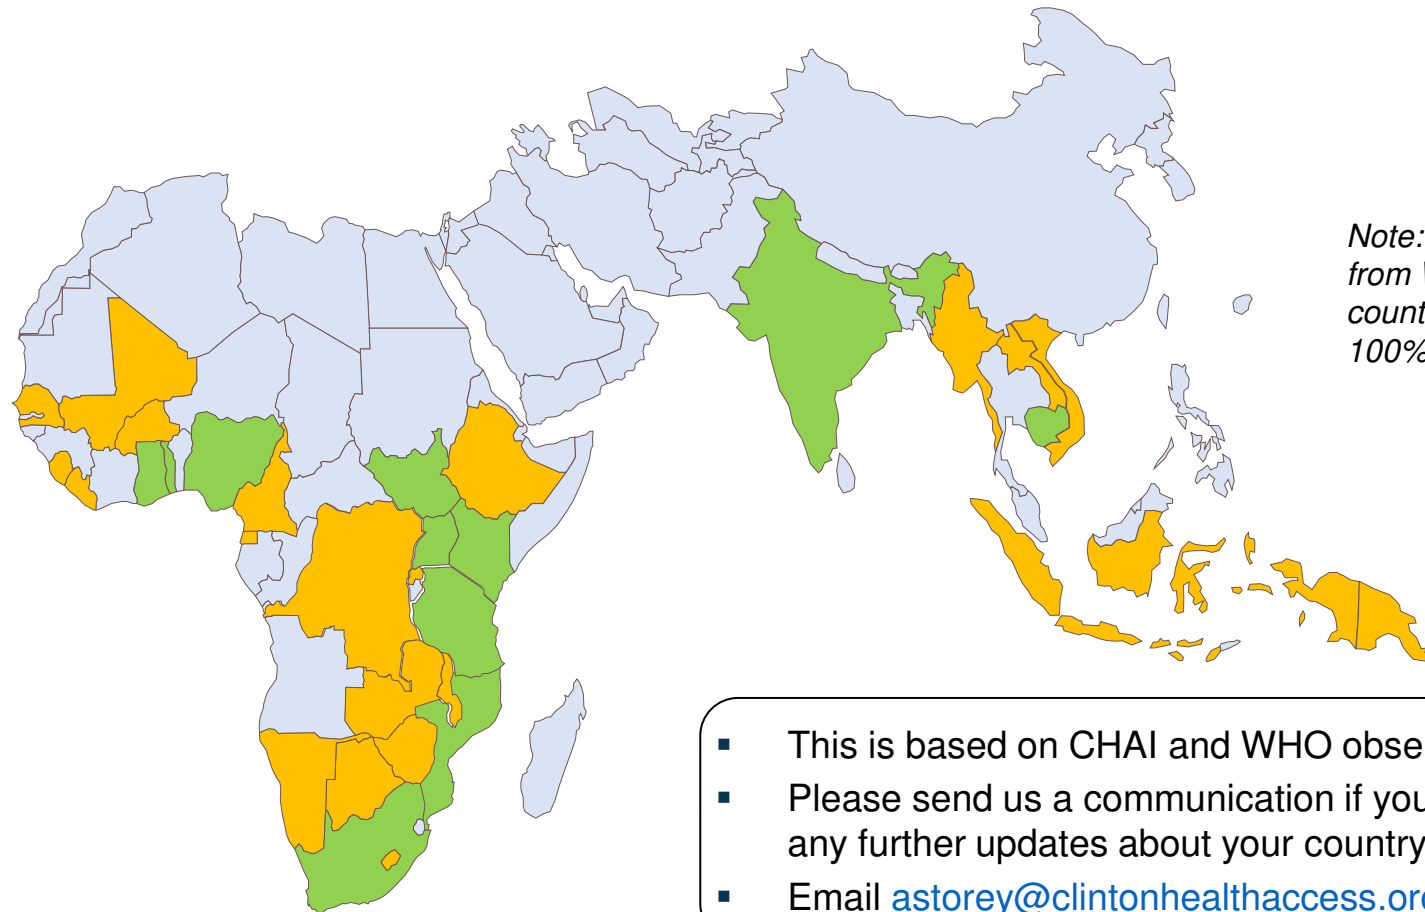 Note:
from
count
100%
▪ This is based on CHAI and WHO obse
▪ Please send us a communication if you
any further updates about your country
▪ Email astorey@clintonhealthaccess.org